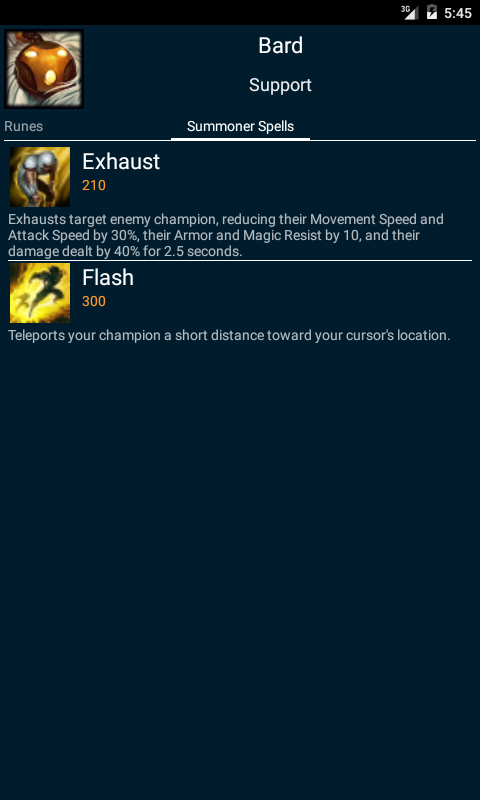 3G 5:45
Bard
Support
Runes
Summoner Spells
Exhaust
210
Exhausts target enemy champion, reducing their Movement Speed and
Attack Speed by 30%, their Armor and Magic Resist by 10, and their
damage dealt by 40% for 2.5 seconds.
Flash
300
Teleports your champion a short distance toward your cursor's location.